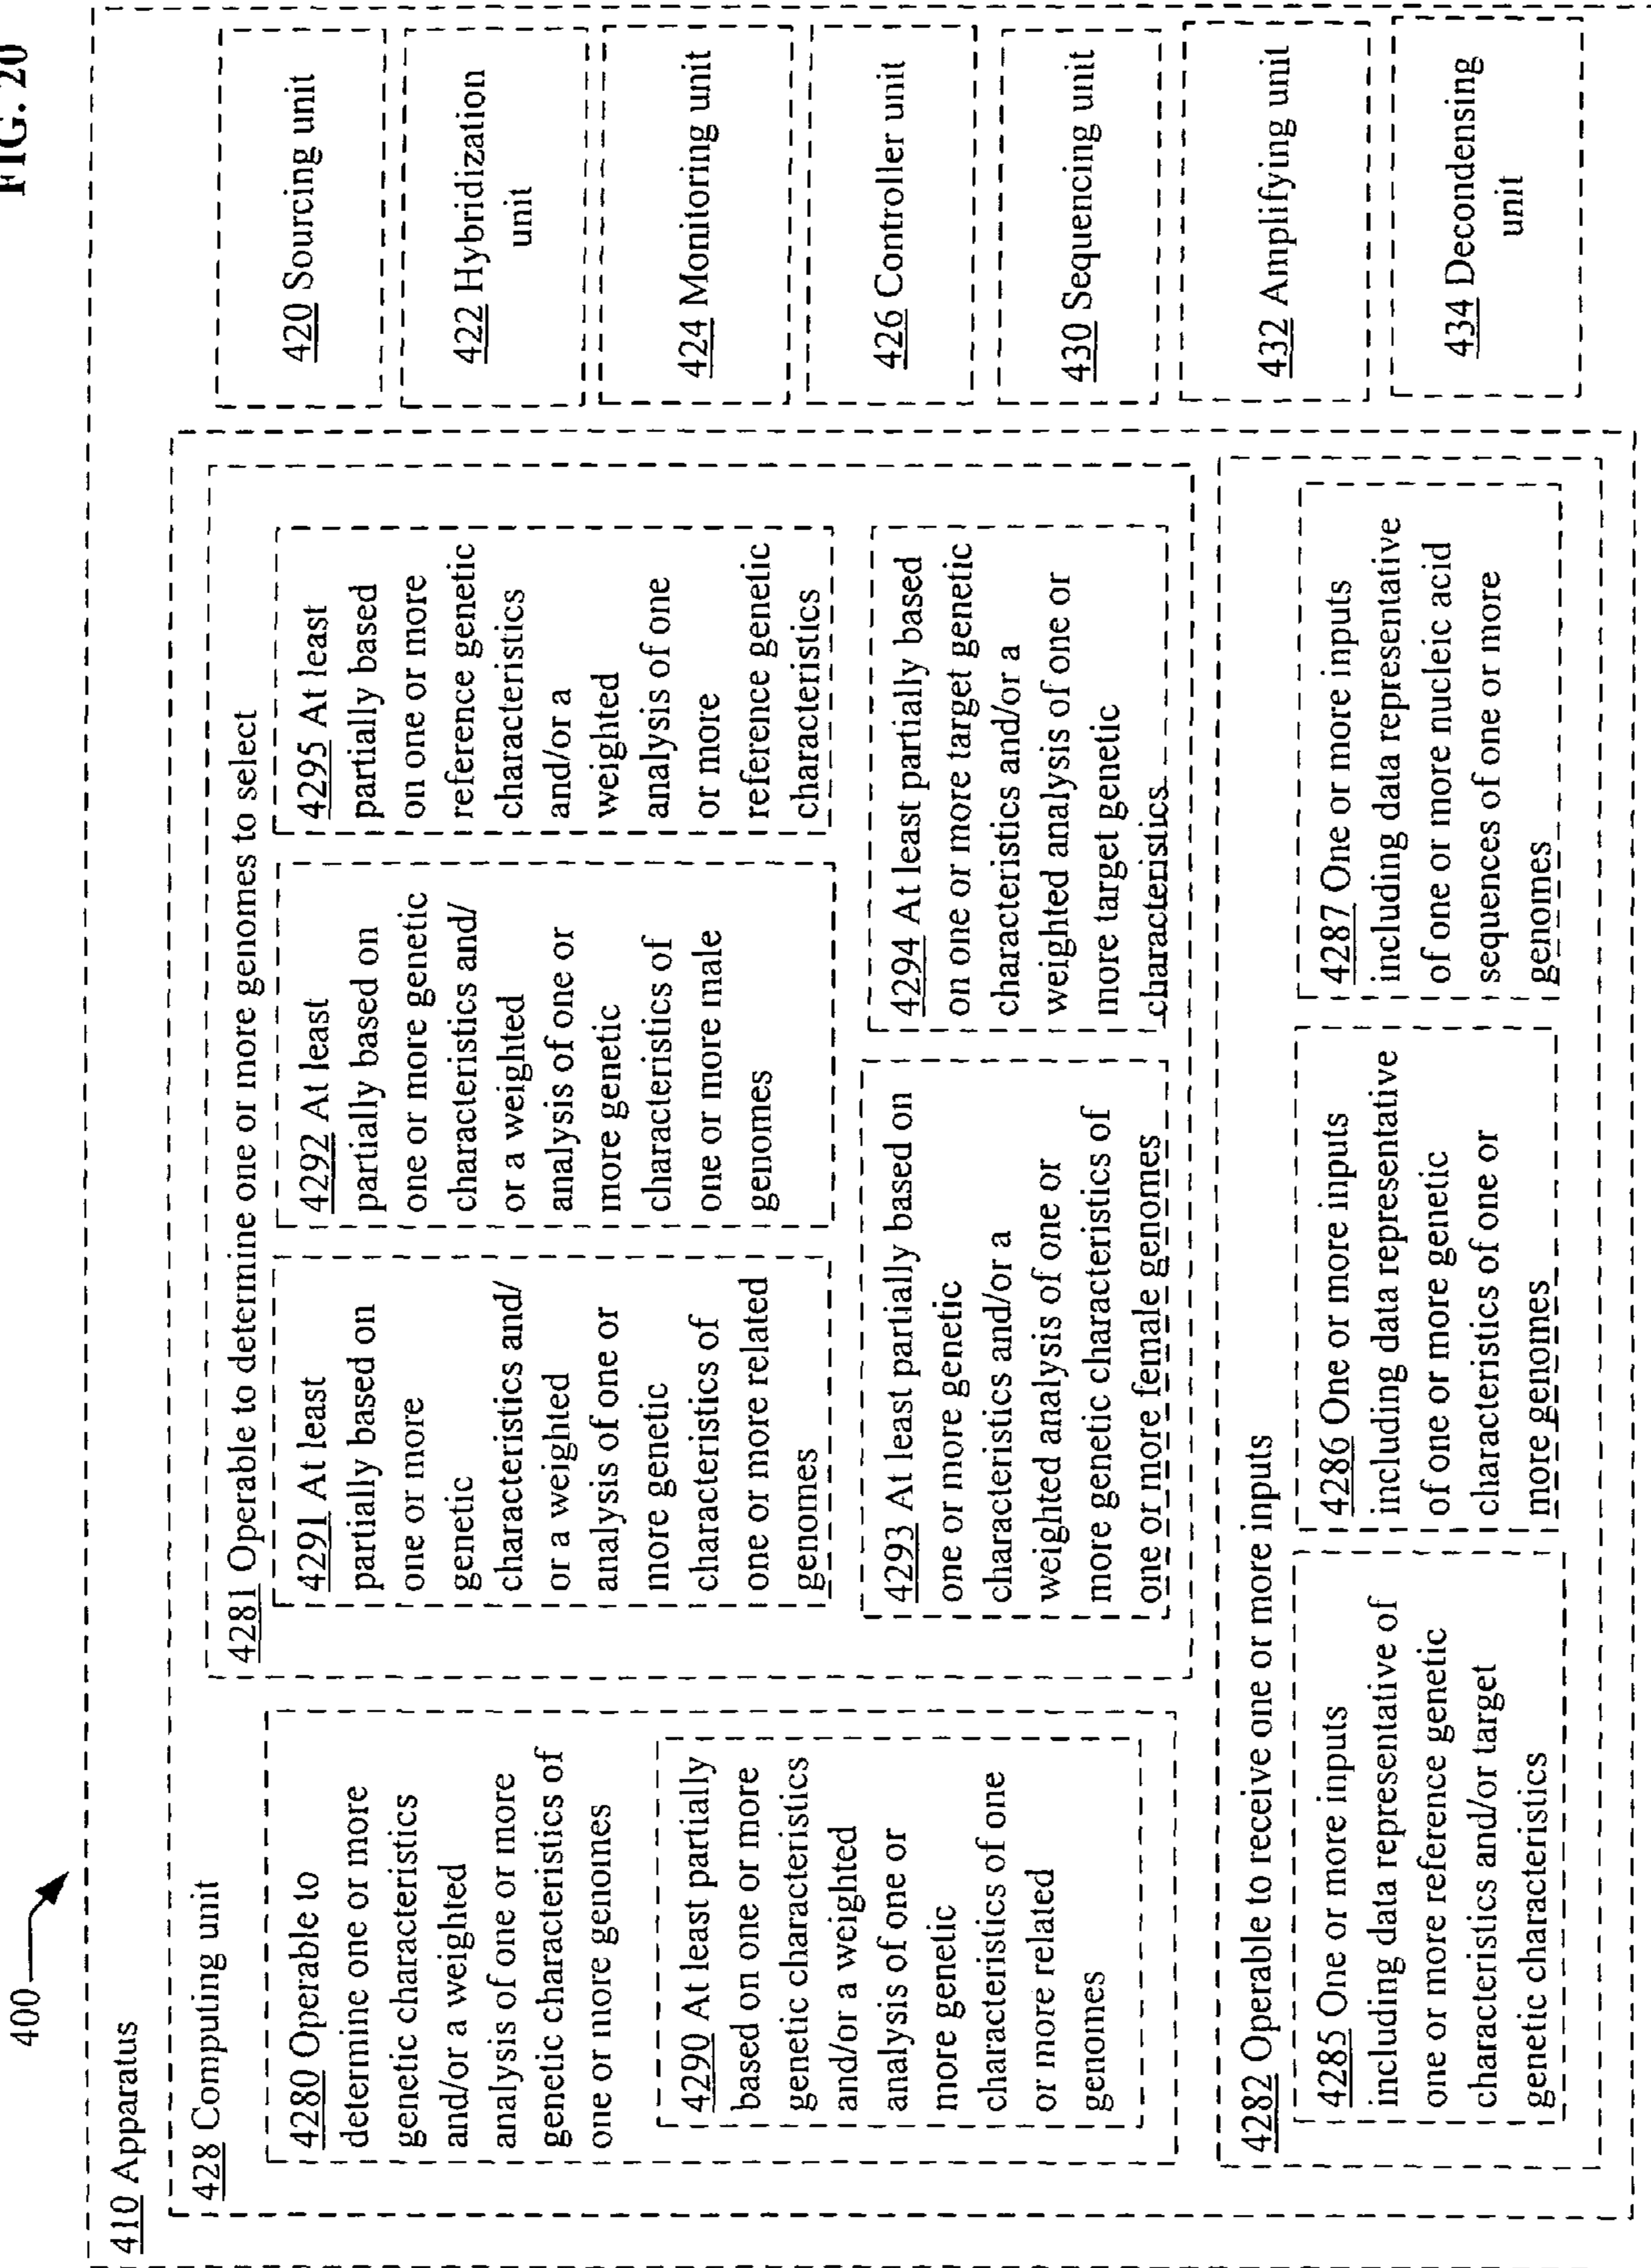 FIG. 20
400
410 Apparatus
428 Computing unit
4280 Operable to
determine one or more
genetic characteristics
and/or a weighted
analysis of one or more
genetic characteristics of
one or more genomes
4290 At least partially
based on one or more
genetic characteristics
and/or a weighted
analysis of one or
more genetic
characteristics of one
or more related
genomes
4281 Operable to determine one or more genomes to select
4291 At least
partially based on
one or more
genetic
characteristics and/
or a weighted
analysis of one or
more genetic
characteristics of
one or more related
genomes
4292 At least
partially based on
one or more genetic
characteristics and/
or a weighted
analysis of one or
more genetic
characteristics of
one or more male
genomes
4295 At least
partially based
on one or more
reference genetic
characteristics
and/or a
weighted
analysis of one
or more
reference genetic
characteristics
4293 At least partially based on
one or more genetic
characteristics and/or a
weighted analysis of one or
more genetic characteristics of
one or more female genomes
4294 At least partially based
on one or more target genetic
characteristics and/or a
weighted analysis of one or
more target genetic
characteristics
4282 Operable to receive one or more inputs
4285 One or more inputs
including data representative of
one or more reference genetic
characteristics and/or target
genetic characteristics
4286 One or more inputs
including data representative
of one or more genetic
characteristics of one or
more genomes
4287 One or more inputs
including data representative
of one or more nucleic acid
sequences of one or more
genomes
420 Sourcing unit
422 Hybridization
unit
424 Monitoring unit
426 Controller unit
430 Sequencing unit
432 Amplifying unit
434 Decondensing
unit